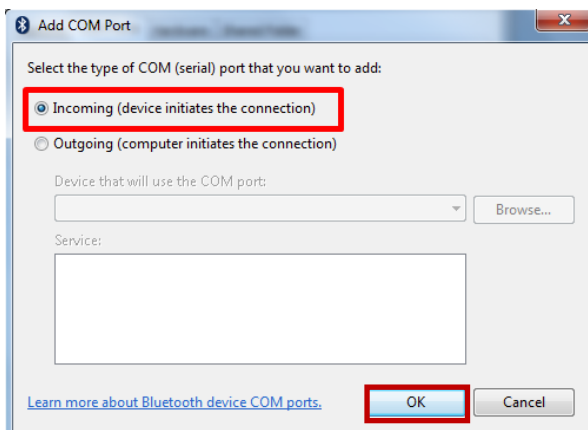 Add COM Port
Select the type of COM (serial) port that you want to add:
Incoming (device initiates the connection)
Outgoing (computer initiates the connection)
Device that will use the COM port:
Browse...
Service:
Learn more about Bluetooth device COM ports.
OK
Cancel